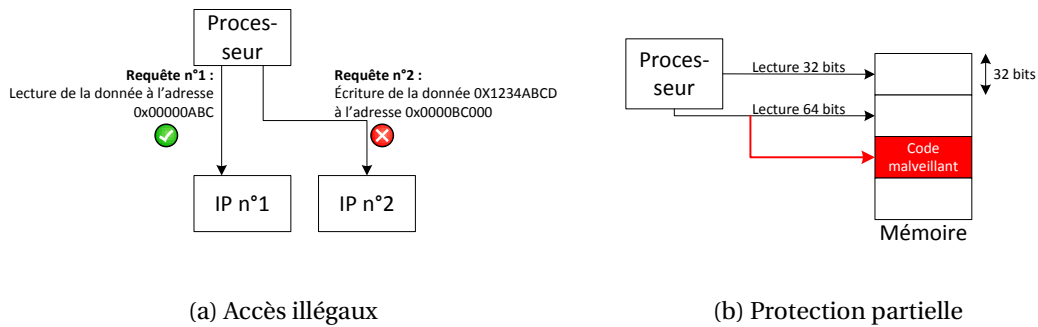 Proces-
seur
Requête n°1 :
Lecture de la donnée à l'adresse
0x00000ABC
Requête n°2 :
Écriture de la donnée 0X1234ABCD
à l'adresse 0x0000BC000
IP n°1
IP n°2
(a) Accès illégaux
Proces-
seur
Lecture 32 bits
32 bits
Lecture 64 bits
Code
malveillant
Mémoire
(b) Protection partielle